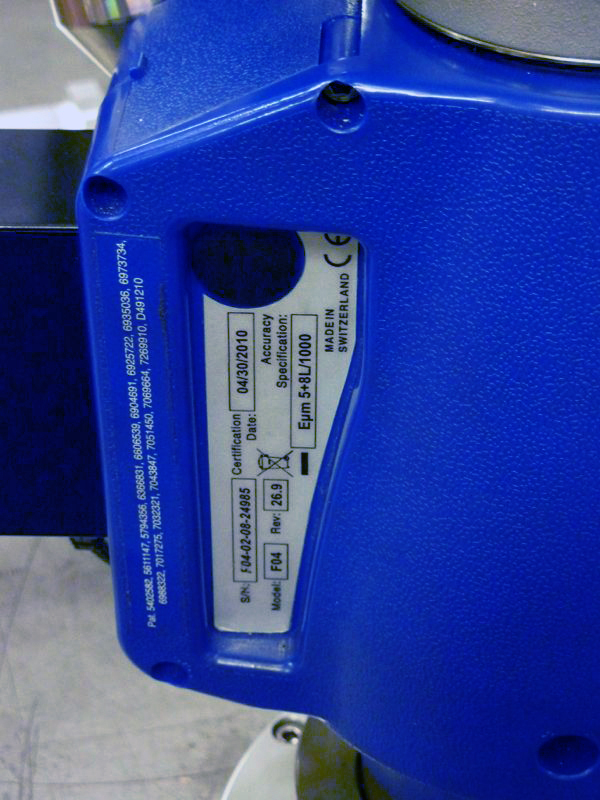 Pat. 5402582, 5611147, 5794356, 6366831, 6606539, 6904691, 6925722, 6935036, 6973734,
6988322, 7017275, 7032321, 7043847, 7051450, 7069664, 7269910, D491210
S/N: F04-02-08-24985
Certification Date: 04/30/2010
Model: F04 Rev: 26.9
Accuracy Specification:
Eµm 5+8L/1000
MADE IN
SWITZERLAND
CE